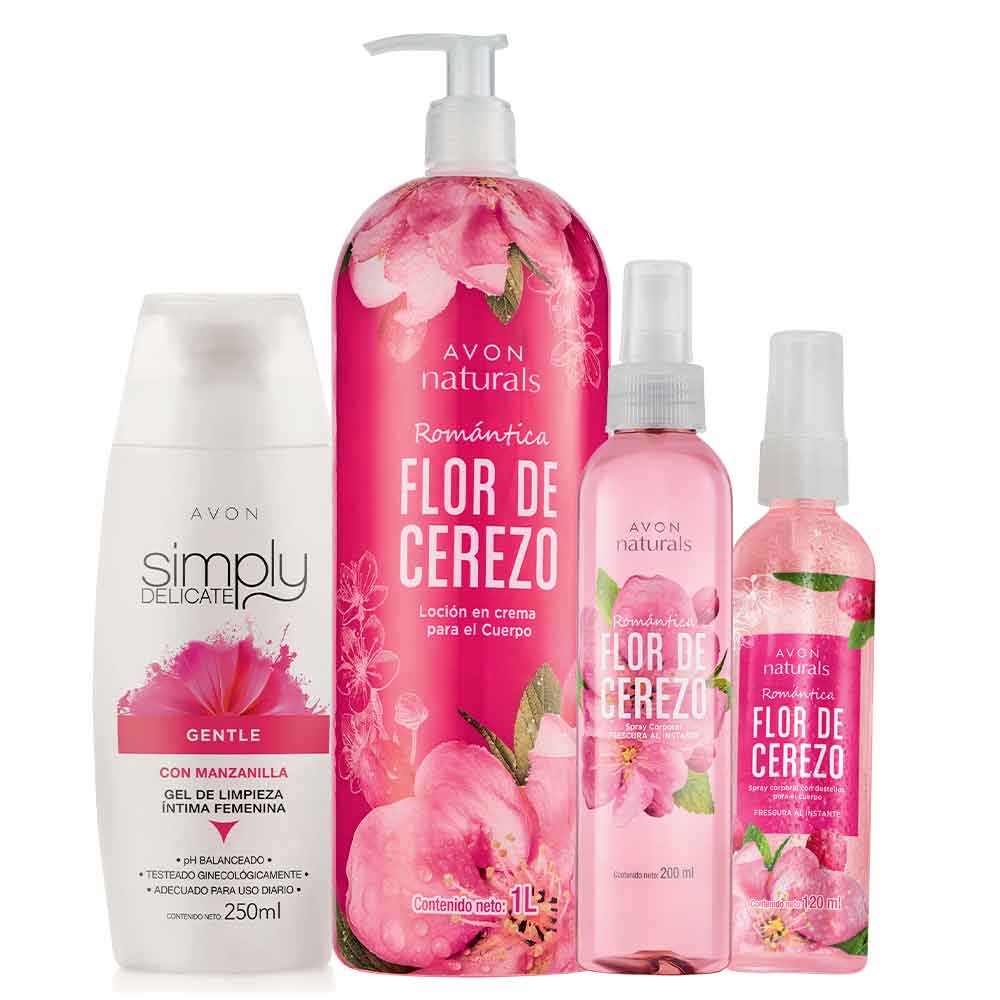 AVON
simply
DELICATE
GENTLE
CON MANZANILLA
GEL DE LIMPIEZA
ÍNTIMA FEMENINA
• pH BALANCEADO •
• TESTEADO GINECOLÓGICAMENTE •
• ADECUADO PARA USO DIARIO •
CONTENIDO NETO: 250ml
AVON
naturals
Romántica
FLOR DE
CEREZO
Loción en crema
para el Cuerpo
Contenido neto: 1L
AVON
naturals
Romántica
FLOR DE
CEREZO
Spray Corporal
FRESCURA AL INSTANTE
Contenido neto: 200 ml
AVON
naturals
Romántica
FLOR DE
CEREZO
Spray corporal con destellos
para el cuerpo
FRESCURA AL INSTANTE
Contenido neto: 120 ml